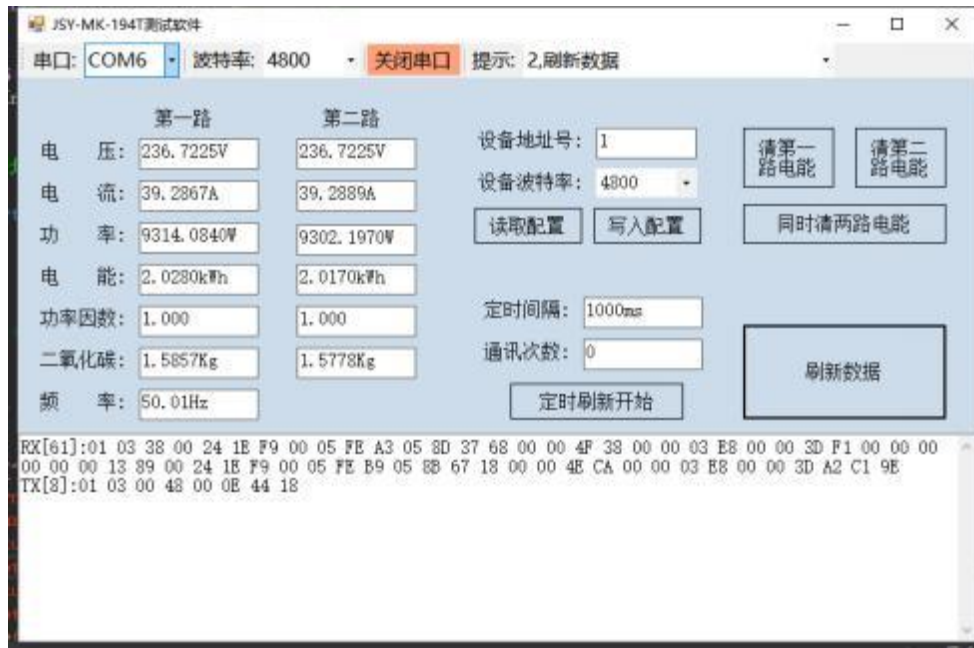 JSY-MK-194T测试软件
串口: COM6 波特率: 4800 关闭串口 提示: 2,刷新数据
第一路 第二路
电 压: 236.7225V 236.7225V
电 流: 39.2867A 39.2889A
功 率: 9314.0840W 9302.1970W
电 能: 2.0280kWh 2.0170kWh
功率因数: 1.000 1.000
二氧化碳: 1.5857Kg 1.5778Kg
频 率: 50.01Hz
设备地址号: 1
设备波特率: 4800
读取配置 写入配置
定时间隔: 1000ms
通讯次数: 0
定时刷新开始
清第一
路电能
清第二
路电能
同时清两路电能
刷新数据
RX[61]:01 03 38 00 24 1E F9 00 05 FE A3 05 8D 37 68 00 00 4F 38 00 00 03 E8 00 00 3D F1 00 00 00
00 00 00 13 89 00 24 1E F9 00 05 FE B9 05 8B 67 18 00 00 4E CA 00 00 03 E8 00 00 3D A2 C1 9E
TX[8]:01 03 00 48 00 0E 44 18